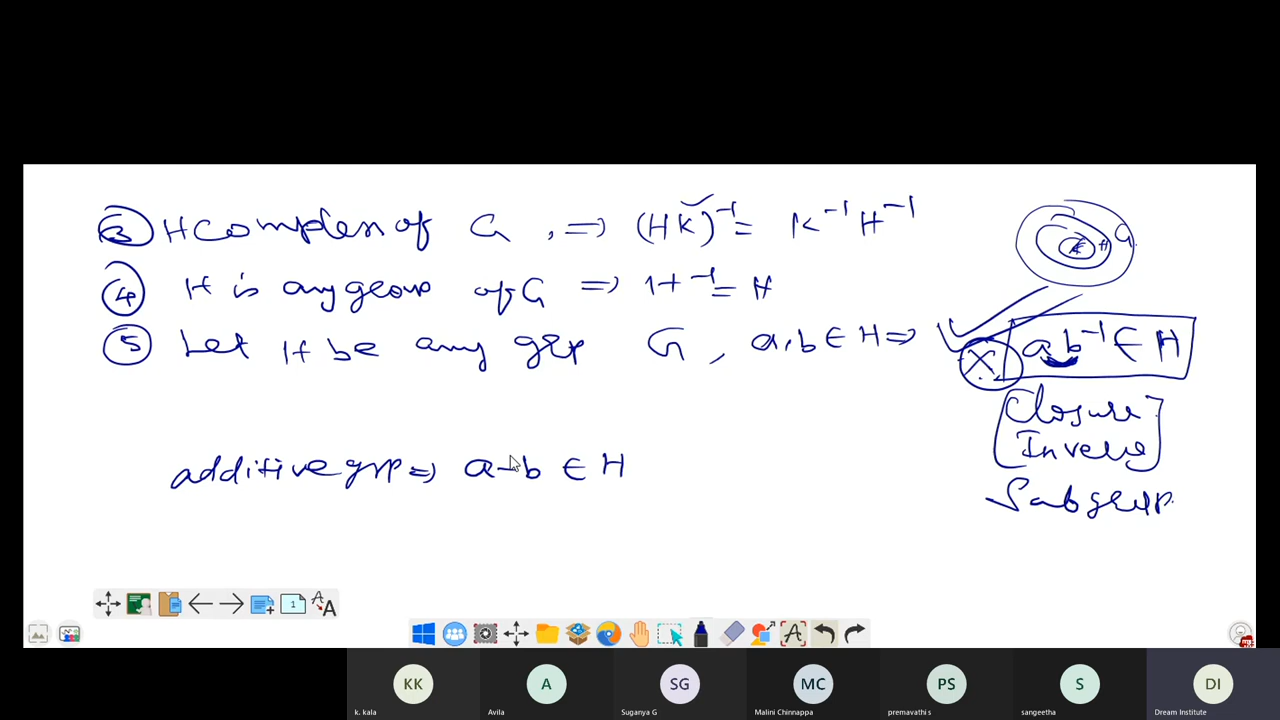 ③ H Complex of G, => (HK)⁻¹ = K⁻¹ H⁻¹
④ H is any group of G => H⁻¹ = H
⑤ Let H be any grp G, a,b ∈ H => ab⁻¹ ∈ H
G
H
K
X
Closure
Inverse
Subgroup.
additive grp => a-b ∈ H
1
A
A
KK
A
SG
MC
PS
S
DI
k. kala
Avila
Suganya G
Malini Chinnappa
premavathi s
sangeetha
Dream Institute